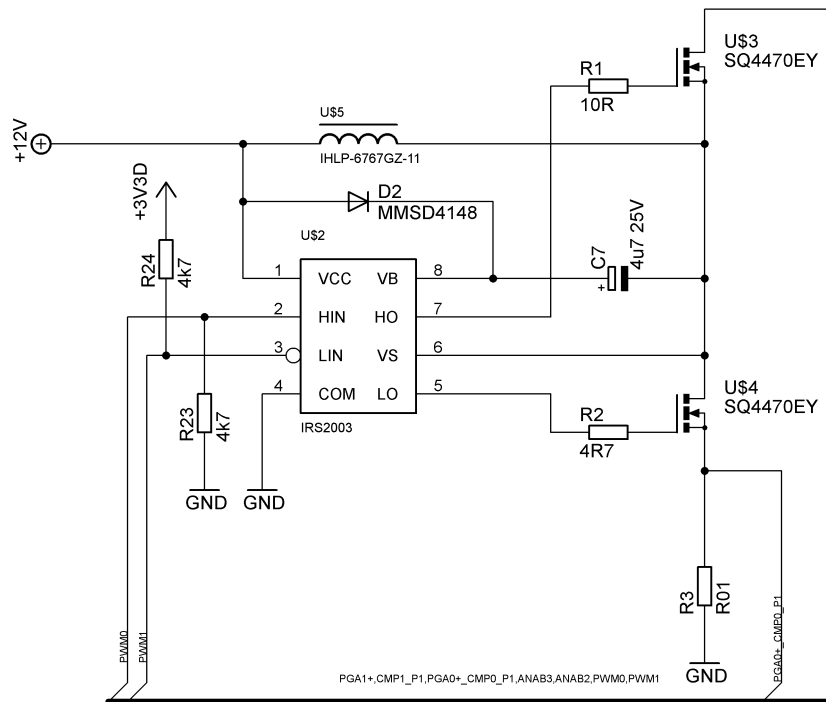 U$3
SQ4470EY
R1
10R
U$5
IHLP-6767GZ-11
+12V
+3V3D
D2
MMSD4148
C7
4u7 25V
U$2
R24
4k7
1 VCC VB 8
2 HIN HO 7
3 LIN VS 6
4 COM LO 5
IRS2003
R23
4k7
U$4
SQ4470EY
R2
4R7
GND
GND
R3
R01
GND
PWM0
PWM1
PGA0+_CMP0_P1
PGA1+,CMP1_P1,PGA0+_CMP0_P1,ANAB3,ANAB2,PWM0,PWM1